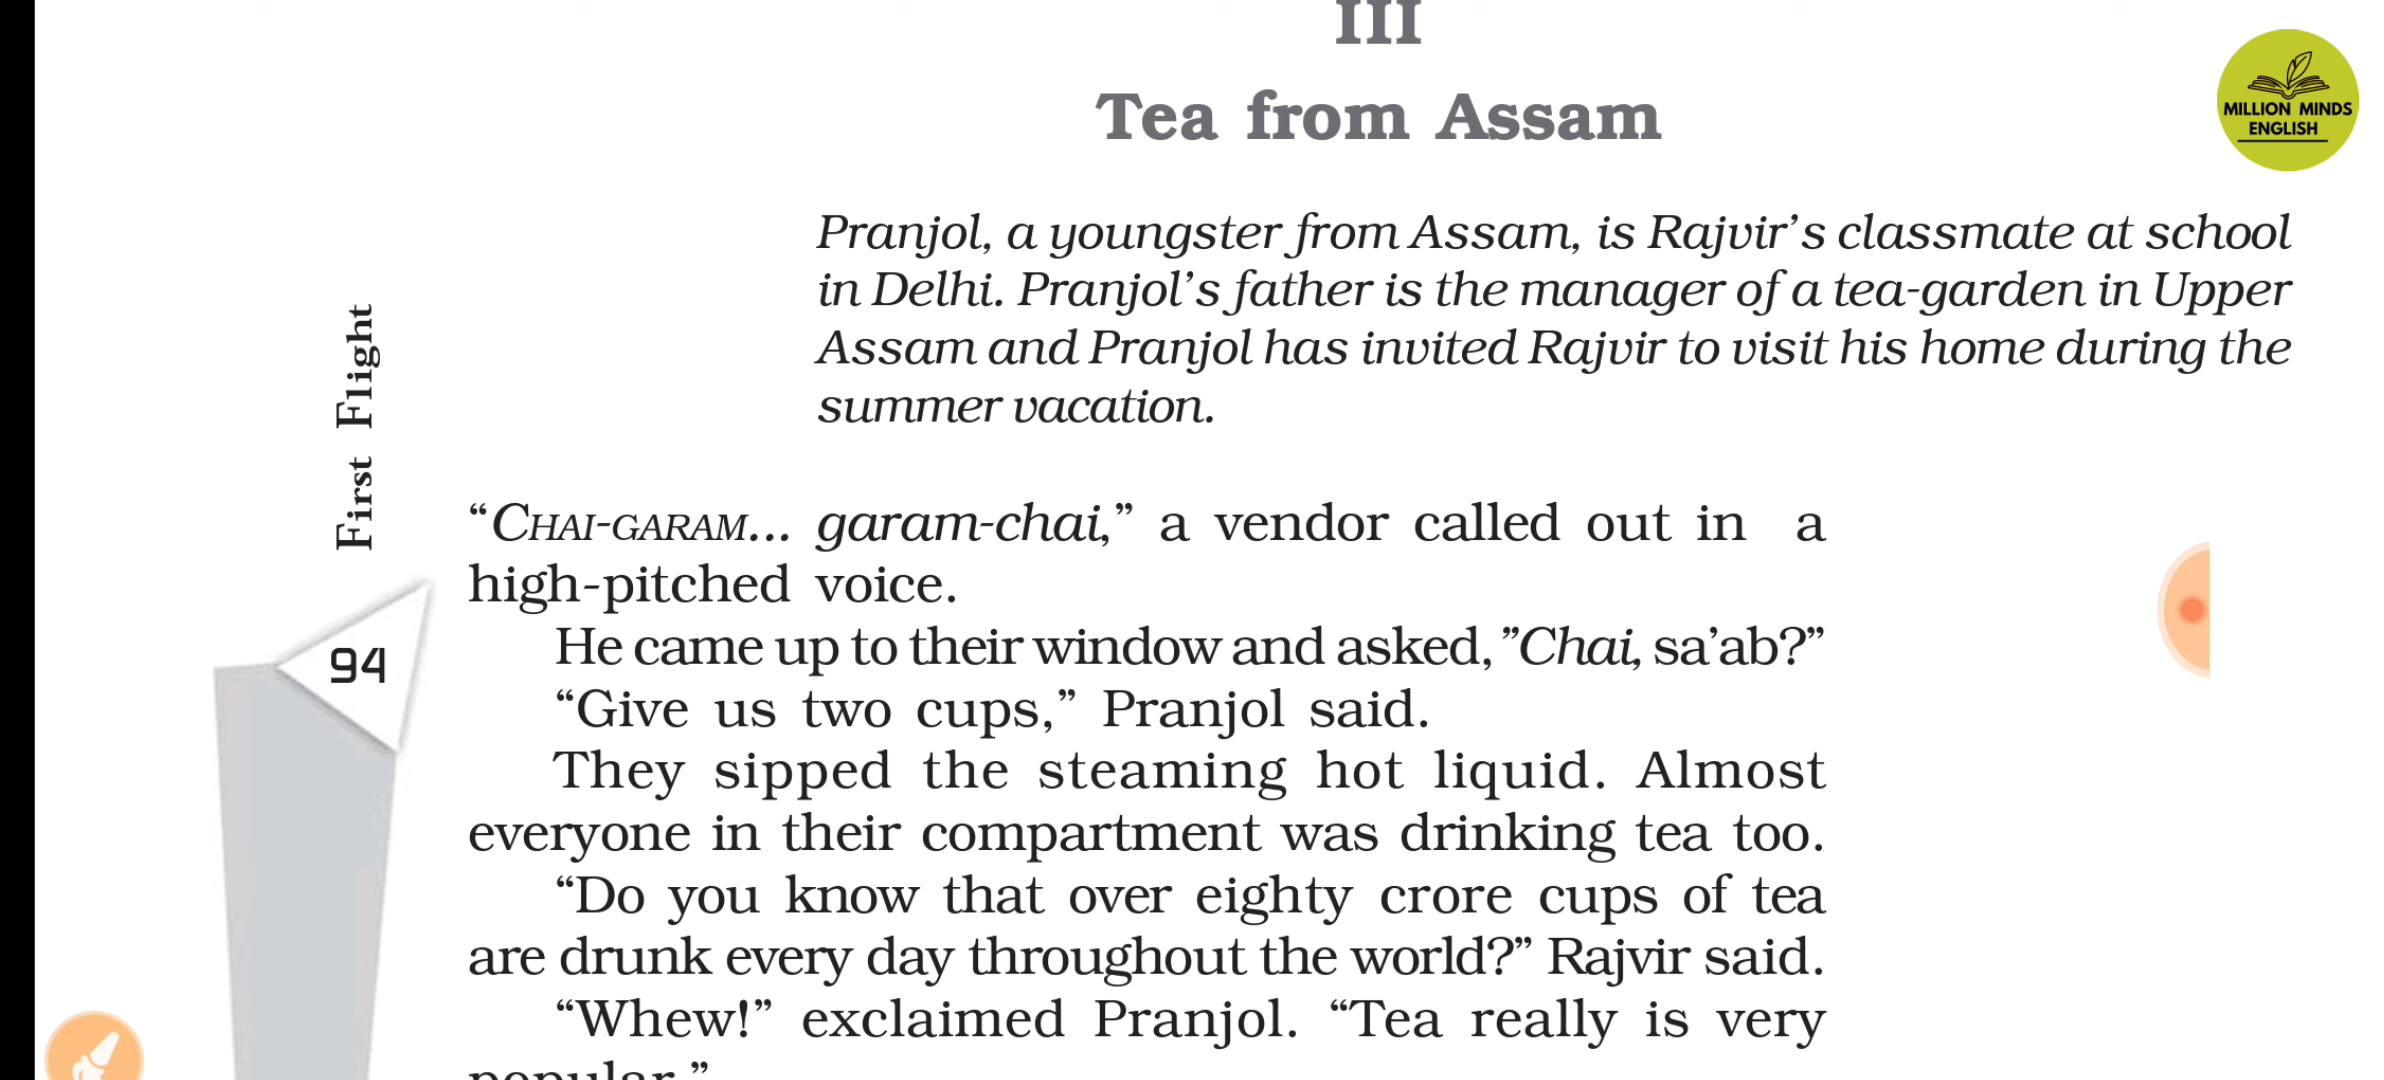 III
Tea from Assam
MILLION MINDS
ENGLISH
Pranjol, a youngster from Assam, is Rajvir’s classmate at school
in Delhi. Pranjol’s father is the manager of a tea-garden in Upper
Assam and Pranjol has invited Rajvir to visit his home during the
summer vacation.
First Flight
94
“CHAI-GARAM... garam-chai,” a vendor called out in a
high-pitched voice.
He came up to their window and asked, ”Chai, sa’ab?”
“Give us two cups,” Pranjol said.
They sipped the steaming hot liquid. Almost
everyone in their compartment was drinking tea too.
“Do you know that over eighty crore cups of tea
are drunk every day throughout the world?” Rajvir said.
“Whew!” exclaimed Pranjol. “Tea really is very
popular.”